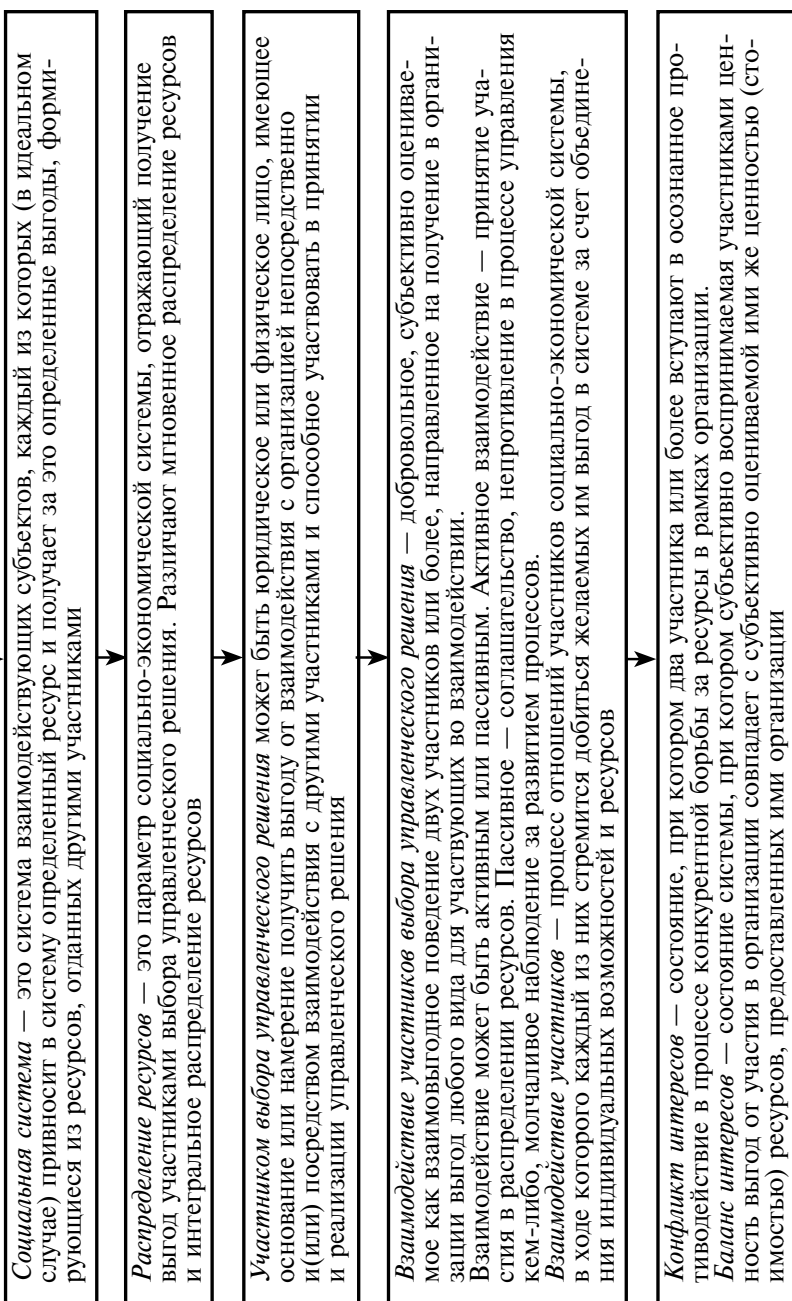 Социальная система — это система взаимодействующих субъектов, каждый из которых (в идеальном
случае) привносит в систему определенный ресурс и получает за это определенные выгоды, форми-
рующиеся из ресурсов, отданных другими участниками
Распределение ресурсов — это параметр социально-экономической системы, отражающий получение
выгод участниками выбора управленческого решения. Различают мгновенное распределение ресурсов
и интегральное распределение ресурсов
Участником выбора управленческого решения может быть юридическое или физическое лицо, имеющее
основание или намерение получить выгоду от взаимодействия с организацией непосредственно
и(или) посредством взаимодействия с другими участниками и способное участвовать в принятии
и реализации управленческого решения
Взаимодействие участников выбора управленческого решения — добровольное, субъективно оценивае-
мое как взаимовыгодное поведение двух участников или более, направленное на получение в органи-
зации выгод любого вида для участвующих во взаимодействии.
Взаимодействие может быть активным или пассивным. Активное взаимодействие — принятие уча-
стия в распределении ресурсов. Пассивное — соглашательство, непротивление в процессе управления
кем-либо, молчаливое наблюдение за развитием процессов.
Взаимодействие участников — процесс отношений участников социально-экономической системы,
в ходе которого каждый из них стремится добиться желаемых им выгод в системе за счет объедине-
ния индивидуальных возможностей и ресурсов
Конфликт интересов — состояние, при котором два участника или более вступают в осознанное про-
тиводействие в процессе конкурентной борьбы за ресурсы в рамках организации.
Баланс интересов — состояние системы, при котором субъективно воспринимаемая участниками цен-
ность выгод от участия в организации совпадает с субъективно оцениваемой ими же ценностью (сто-
имостью) ресурсов, предоставленных ими организации